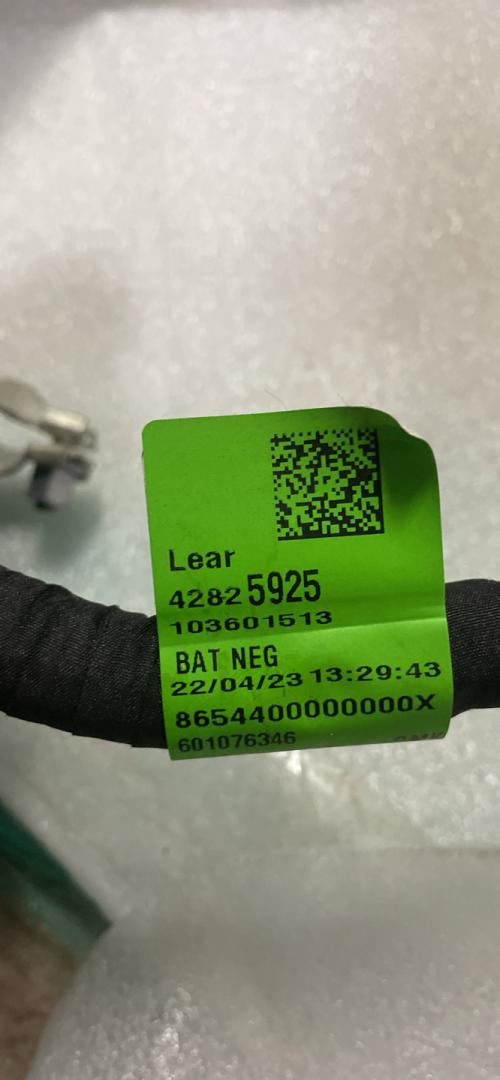 Lear
42825925
103601513
BAT NEG
22/04/23 13:29:43
8654400000000X
601076346